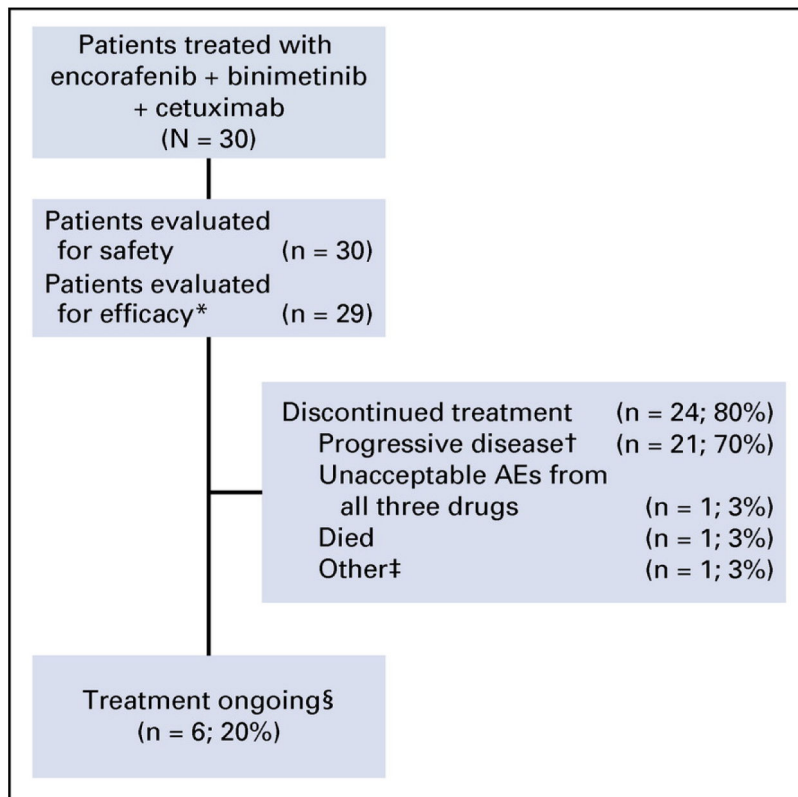 Patients treated with
encorafenib + binimetinib
+ cetuximab
(N = 30)
Patients evaluated
for safety (n = 30)
Patients evaluated
for efficacy* (n = 29)
Discontinued treatment (n = 24; 80%)
Progressive disease† (n = 21; 70%)
Unacceptable AEs from
all three drugs (n = 1; 3%)
Died (n = 1; 3%)
Other‡ (n = 1; 3%)
Treatment ongoing§
(n = 6; 20%)